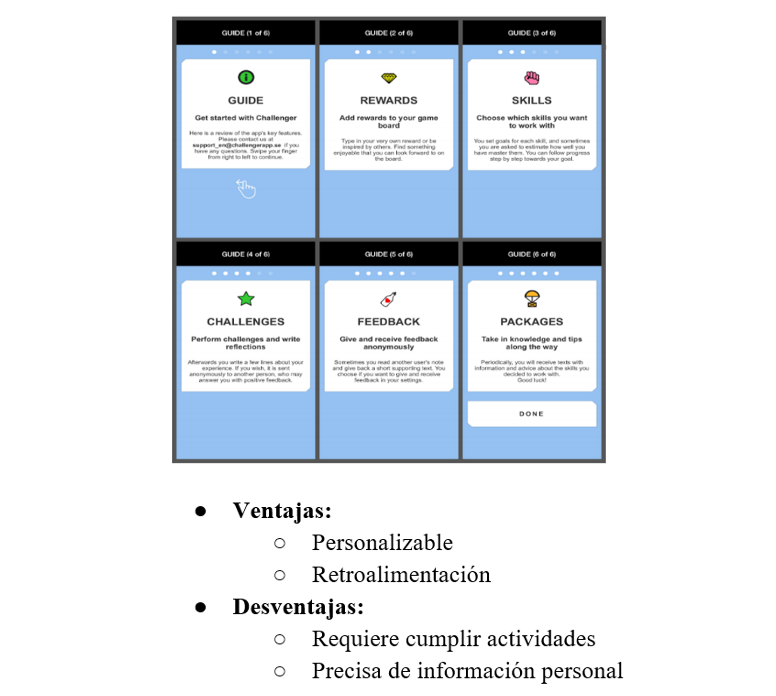 GUIDE (1 of 6)
GUIDE
Get started with Challenger
Here is a review of the app's key features.
Please contact us at
support_en@challengerapp.se if you
have any questions. Swipe your finger
from right to left to continue.
GUIDE (2 of 6)
REWARDS
Add rewards to your game
board
Type in your very own reward or be
inspired by others. Find something
enjoyable that you can look forward to on
the board.
GUIDE (3 of 6)
SKILLS
Choose which skills you want
to work with
You set goals for each skill, and sometimes
you are asked to estimate how well you
have master them. You can follow progress
step by step towards your goal.
GUIDE (4 of 6)
CHALLENGES
Perform challenges and write
reflections
Afterwards you write a few lines about your
experience. If you wish, it is sent
anonymously to another person, who may
answer you with positive feedback.
GUIDE (5 of 6)
FEEDBACK
Give and receive feedback
anonymously
Sometimes you read another user's note
and give back a short supporting text. You
choose if you want to give and receive
feedback in your settings.
GUIDE (6 of 6)
PACKAGES
Take in knowledge and tips
along the way
Periodically, you will receive texts with
information and advice about the skills you
decided to work with.
Good luck!
DONE
● Ventajas:
○ Personalizable
○ Retroalimentación
● Desventajas:
○ Requiere cumplir actividades
○ Precisa de información personal